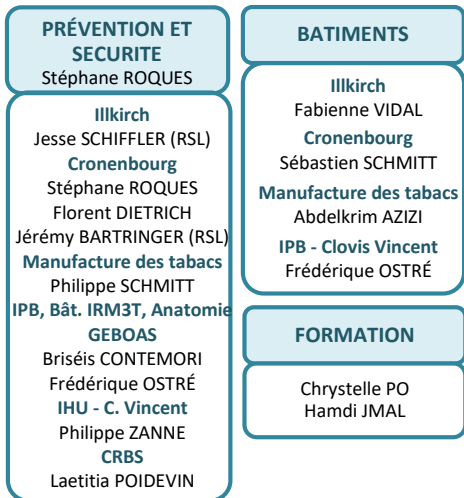 PRÉVENTION ET
SECURITE
Stéphane ROQUES
Illkirch
Jesse SCHIFFLER (RSL)
Cronenbourg
Stéphane ROQUES
Florent DIETRICH
Jérémy BARTRINGER (RSL)
Manufacture des tabacs
Philippe SCHMITT
IPB, Bât. IRM3T, Anatomie
GEBOAS
Briséis CONTEMORI
Frédérique OSTRÉ
IHU - C. Vincent
Philippe ZANNE
CRBS
Laetitia POIDEVIN
BATIMENTS
Illkirch
Fabienne VIDAL
Cronenbourg
Sébastien SCHMITT
Manufacture des tabacs
Abdelkrim AZIZI
IPB - Clovis Vincent
Frédérique OSTRÉ
FORMATION
Chrystelle PO
Hamdi JMAL